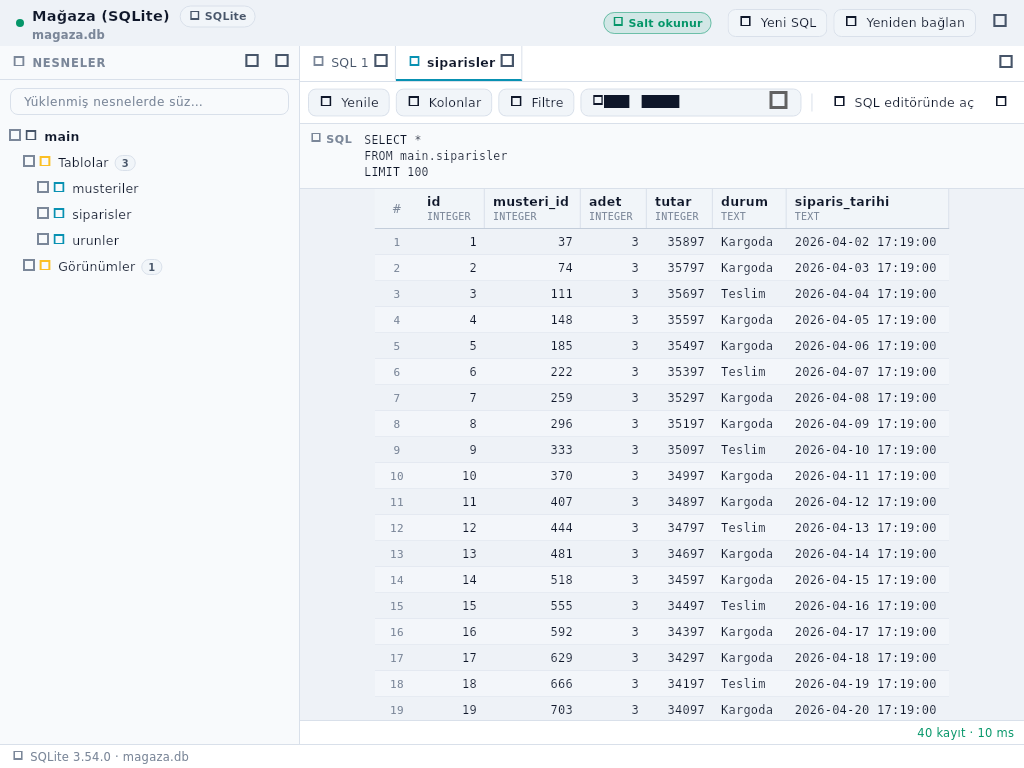 Mağaza (SQLite) SQLite
magaza.db
Salt okunur Yeni SQL Yeniden bağlan
NESNELER
Yüklenmiş nesnelerde süz...
main
Tablolar 3
musteriler
siparisler
urunler
Görünümler 1
SQL 1 siparisler
Yenile Kolonlar Filtre SQL editöründe aç
SQL SELECT *
FROM main.siparisler
LIMIT 100
# id musteri_id adet tutar durum siparis_tarihi
INTEGER INTEGER INTEGER INTEGER TEXT TEXT
1 1 37 3 35897 Kargoda 2026-04-02 17:19:00
2 2 74 3 35797 Kargoda 2026-04-03 17:19:00
3 3 111 3 35697 Teslim 2026-04-04 17:19:00
4 4 148 3 35597 Kargoda 2026-04-05 17:19:00
5 5 185 3 35497 Kargoda 2026-04-06 17:19:00
6 6 222 3 35397 Teslim 2026-04-07 17:19:00
7 7 259 3 35297 Kargoda 2026-04-08 17:19:00
8 8 296 3 35197 Kargoda 2026-04-09 17:19:00
9 9 333 3 35097 Teslim 2026-04-10 17:19:00
10 10 370 3 34997 Kargoda 2026-04-11 17:19:00
11 11 407 3 34897 Kargoda 2026-04-12 17:19:00
12 12 444 3 34797 Teslim 2026-04-13 17:19:00
13 13 481 3 34697 Kargoda 2026-04-14 17:19:00
14 14 518 3 34597 Kargoda 2026-04-15 17:19:00
15 15 555 3 34497 Teslim 2026-04-16 17:19:00
16 16 592 3 34397 Kargoda 2026-04-17 17:19:00
17 17 629 3 34297 Kargoda 2026-04-18 17:19:00
18 18 666 3 34197 Teslim 2026-04-19 17:19:00
19 19 703 3 34097 Kargoda 2026-04-20 17:19:00
40 kayıt · 10 ms
SQLite 3.54.0 · magaza.db